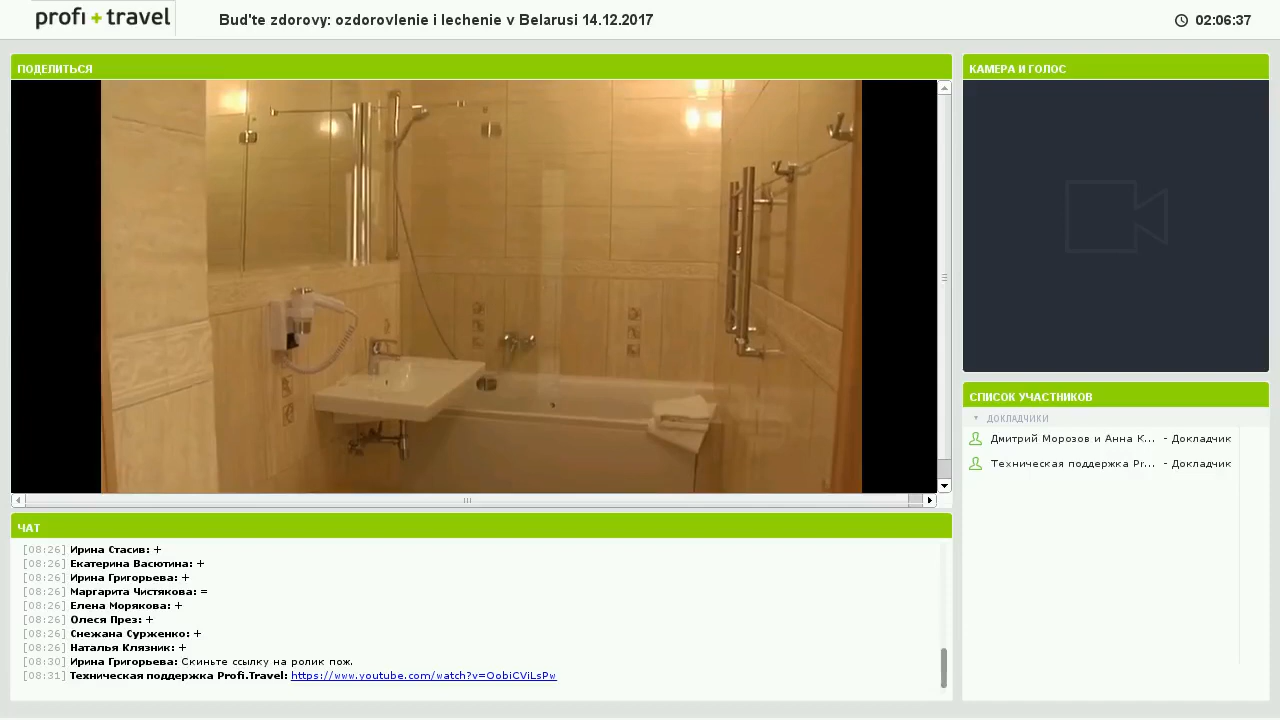 profi + travel
Bud'te zdorovy: ozdorovlenie i lechenie v Belarusi 14.12.2017
02:06:37
ПОДЕЛИТЬСЯ
КАМЕРА И ГОЛОС
СПИСОК УЧАСТНИКОВ
ДОКЛАДЧИКИ
Дмитрий Морозов и Анна К... - Докладчик
Техническая поддержка Pr... - Докладчик
ЧАТ
[08:26] Ирина Стасив: +
[08:26] Екатерина Васютина: +
[08:26] Ирина Григорьева: +
[08:26] Маргарита Чистякова: =
[08:26] Елена Морякова: +
[08:26] Олеся През: +
[08:26] Снежана Сурженко: +
[08:26] Наталья Клязник: +
[08:30] Ирина Григорьева: Скиньте ссылку на ролик пож.
[08:31] Техническая поддержка Profi.Travel: https://www.youtube.com/watch?v=OobiCViLsPw